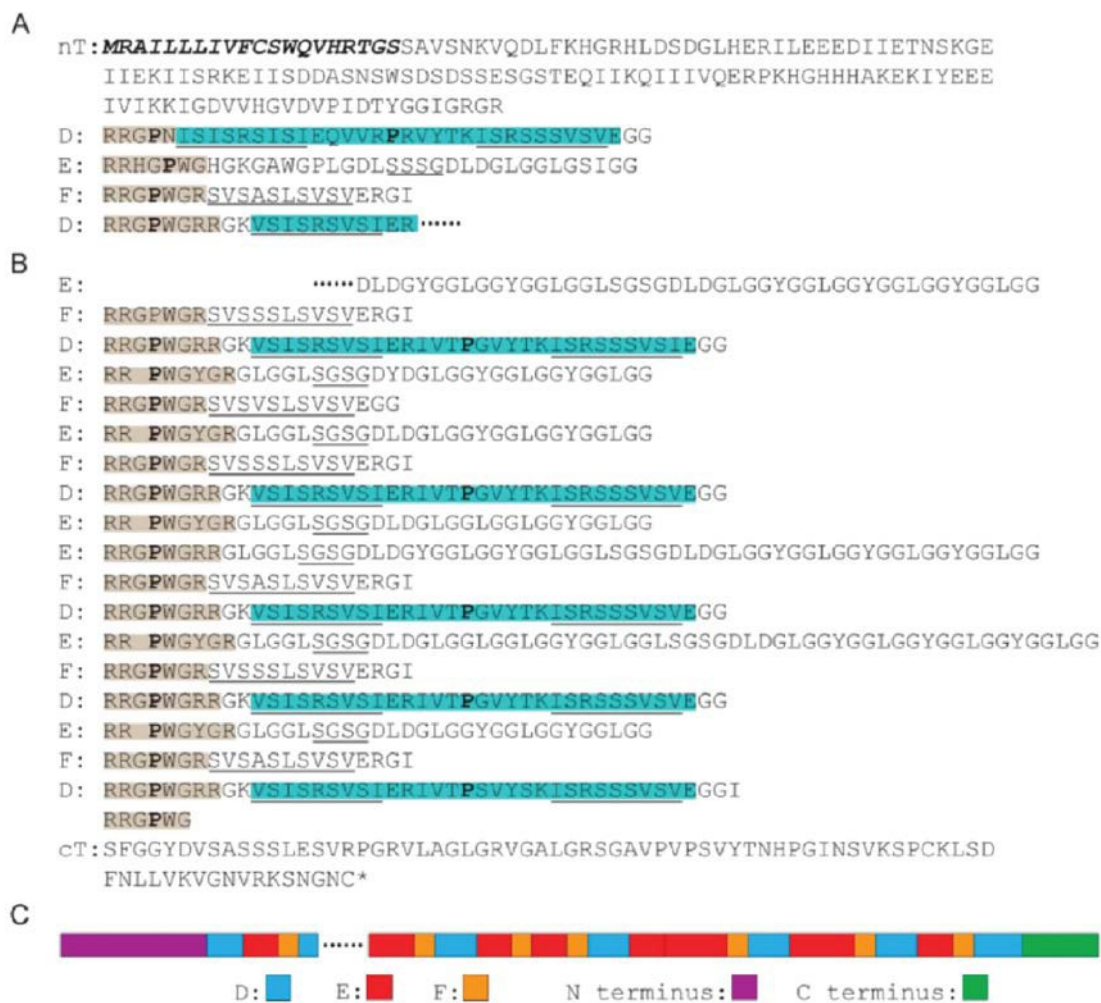 A
nT:MRAILLLIVFCSWQVHRTGSSAVSNKVQDLFKHGRHLDSDGLHERILEEEDIIETNSKGE
IIEKIISRKEIISDDASNSWSDSDSSESGSTEQIIKQIIIVQERPKHGHHHAKEKIYEEE
IVIKKIGDVVHGVDVPIDTYGGIGRGR
D: RRGPNISISRSISIEQVVRPRVYTKISRSSSVSVEGG
E: RRHGPWGHGKGAWGPLGDLSSSGDLDGLGGLGSIGG
F: RRGPWGRSVSASLSVSVERGI
D: RRGPWGRRGKVSISRSVSIER······
B
E: ······DLDGYGGLGGYGGLGGLSGSGDLDGLGGYGGLGGYGGLGGYGGLGG
F: RRGPWGRSVSSSLSVSVERGI
D: RRGPWGRRGKVSISRSVSIERIVTPGVYTKISRSSSVSIEGG
E: RR PWGYGRGLGGLSGSGDYDGLGGYGGLGGYGGLGG
F: RRGPWGRSVSVSLSVSVEGG
E: RR PWGYGRGLGGLSGSGDLDGLGGYGGLGGYGGLGG
F: RRGPWGRSVSSSLSVSVERGI
D: RRGPWGRRGKVSISRSVSIERIVTPGVYTKISRSSSVSVEGG
E: RR PWGYGRGLGGLSGSGDLDGLGGLGGLGGYGGLGG
E: RRGPWGRRGLGGLSGSGDLDGYGGLGGYGGLGGLSGSGDLDGLGGYGGLGGYGGLGGYGGLGG
F: RRGPWGRSVSASLSVSVERGI
D: RRGPWGRRGKVSISRSVSIERIVTPGVYTKISRSSSVSVEGG
E: RR PWGYGRGLGGLSGSGDLDGLGGLGGLGGYGGLGGLSGSGDLDGLGGYGGLGGYGGLGGYGGLGG
F: RRGPWGRSVSSSLSVSVERGI
D: RRGPWGRRGKVSISRSVSIERIVTPGVYTKISRSSSVSVEGG
E: RR PWGYGRGLGGLSGSGDLDGLGGYGGLGGYGGLGG
F: RRGPWGRSVSASLSVSVERGI
D: RRGPWGRRGKVSISRSVSIERIVTPSVYSKISRSSSVSVEGGI
RRGPWG
cT:SFGGYDVSASSSLESVRPGRVLAGLGRVGALGRSGAVPVPSVYTNHPGINSVKSPCKLSD
FNLLVKVGNVRKSNGNC*
C
······
D: E: F: N terminus: C terminus: